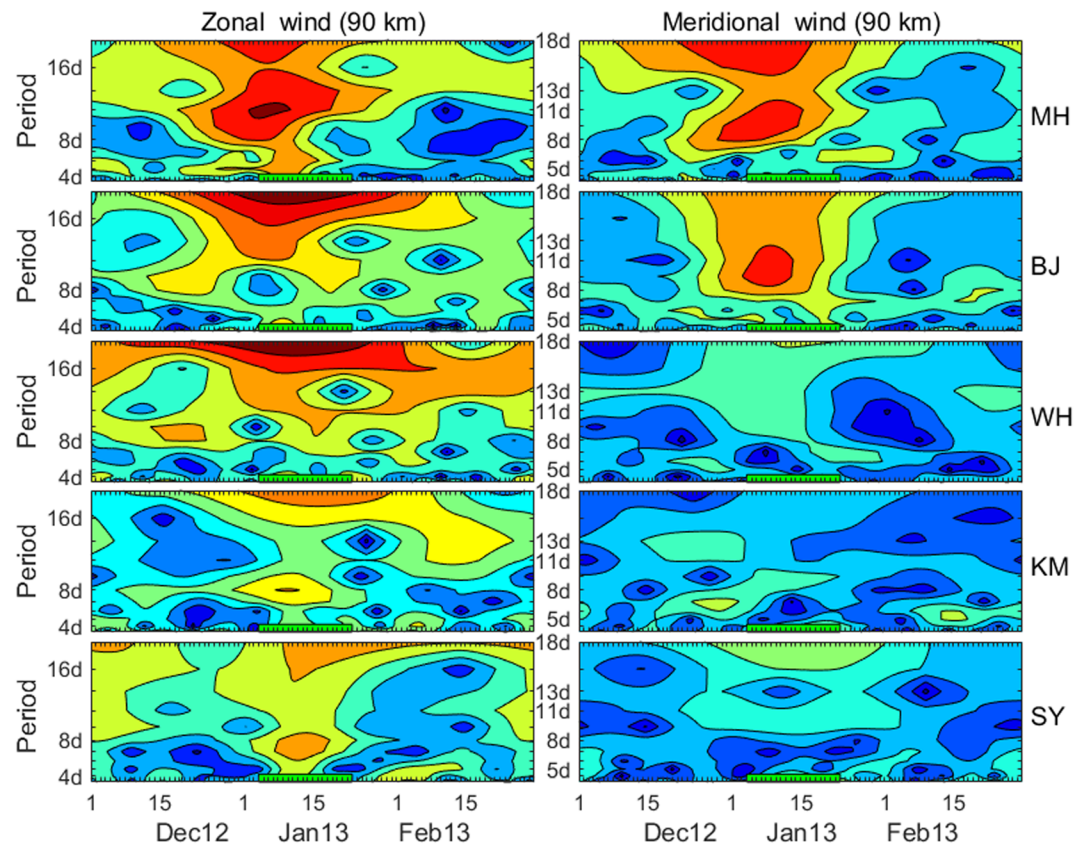 Zonal wind (90 km) Meridional wind (90 km)
Period 16d 8d 4d 18d 13d 11d 8d 5d MH
Period 16d 8d 4d 18d 13d 11d 8d 5d BJ
Period 16d 8d 4d 18d 13d 11d 8d 5d WH
Period 16d 8d 4d 18d 13d 11d 8d 5d KM
Period 16d 8d 4d 18d 13d 11d 8d 5d SY
1 15 1 15 1 15 1 15 1 15 1 15
Dec12 Jan13 Feb13 Dec12 Jan13 Feb13